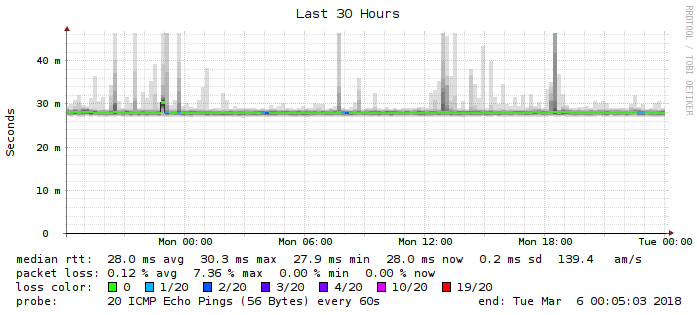 Last 30 Hours
RRDTOOL / TOBI OETIKER
Seconds
40 m
30 m
20 m
10 m
0
Mon 00:00 Mon 06:00 Mon 12:00 Mon 18:00 Tue 00:00
median rtt: 28.0 ms avg 30.3 ms max 27.9 ms min 28.0 ms now 0.2 ms sd 139.4 am/s
packet loss: 0.12 % avg 7.36 % max 0.00 % min 0.00 % now
loss color: 0 1/20 2/20 3/20 4/20 10/20 19/20
probe: 20 ICMP Echo Pings (56 Bytes) every 60s end: Tue Mar 6 00:05:03 2018